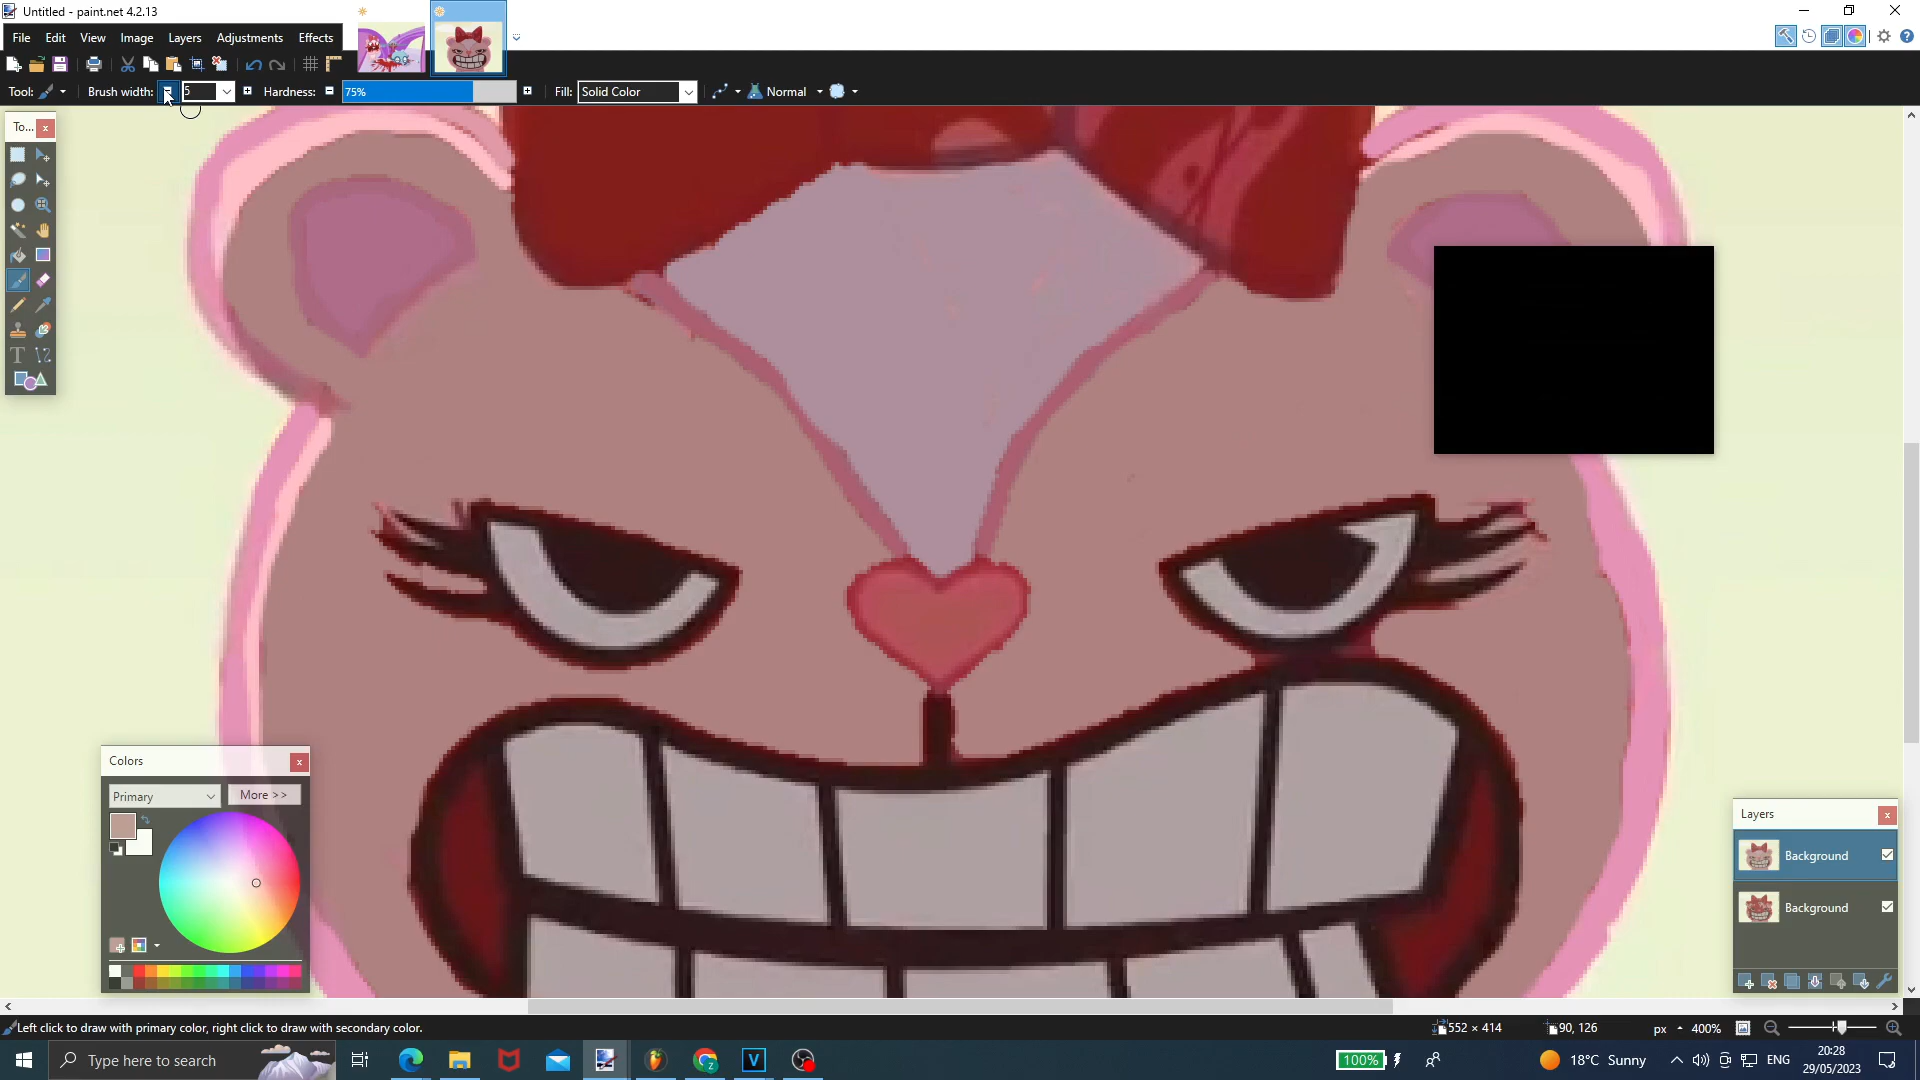 Untitled - paint.net 4.2.13
File Edit View Image Layers Adjustments Effects
Tool: Brush width: 5 Hardness: 75% Fill: Solid Color Normal
To...
Colors
Primary More >>
Layers
Background
Background
Left click to draw with primary color, right click to draw with secondary color.
552 × 414 90, 126 px 400%
Type here to search
100% 18°C Sunny ENG 20:28
29/05/2023